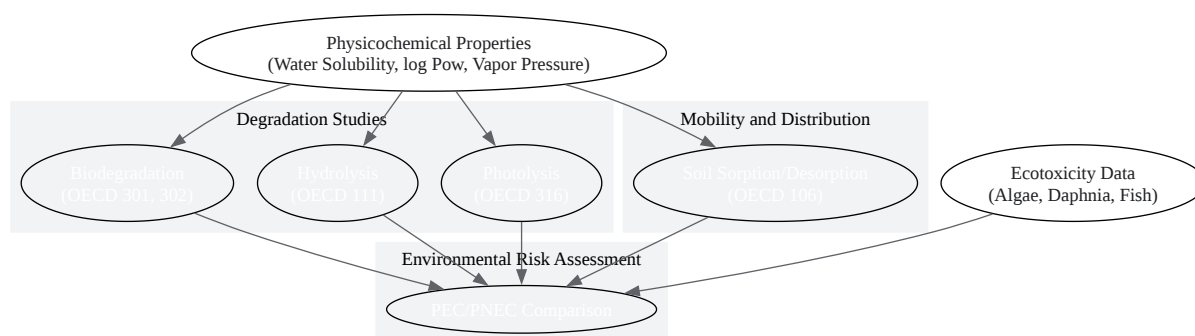 Physicochemical Properties
(Water Solubility, log Pow, Vapor Pressure)
Degradation Studies
Mobility and Distribution
Biodegradation
(OECD 301, 302)
Hydrolysis
(OECD 111)
Photolysis
(OECD 316)
Soil Sorption/Desorption
(OECD 106)
Ecotoxicity Data
(Algae, Daphnia, Fish)
Environmental Risk Assessment
PEC/PNEC Comparison